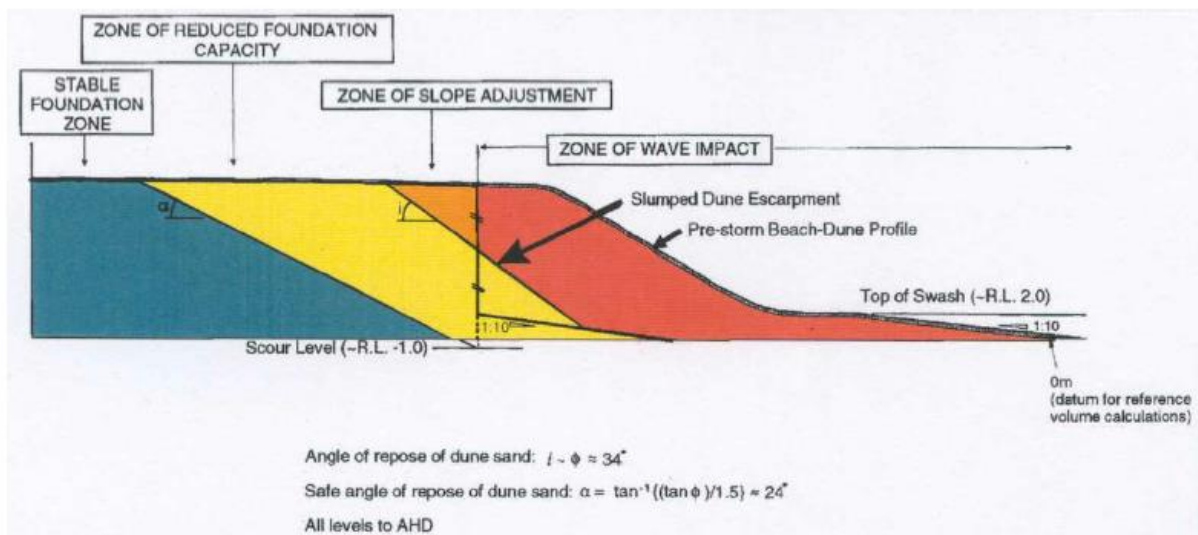 ZONE OF REDUCED FOUNDATION
CAPACITY
STABLE
FOUNDATION
ZONE
ZONE OF SLOPE ADJUSTMENT
ZONE OF WAVE IMPACT
α
i
Slumped Dune Escarpment
Pre-storm Beach-Dune Profile
Top of Swash (~R.L. 2.0)
1:10
1:10
Scour Level (~R.L. -1.0)
0m
(datum for reference
volume calculations)
Angle of repose of dune sand: i ~ ϕ ≈ 34°
Safe angle of repose of dune sand: α = tan⁻¹{(tan ϕ)/1.5} ≈ 24°
All levels to AHD